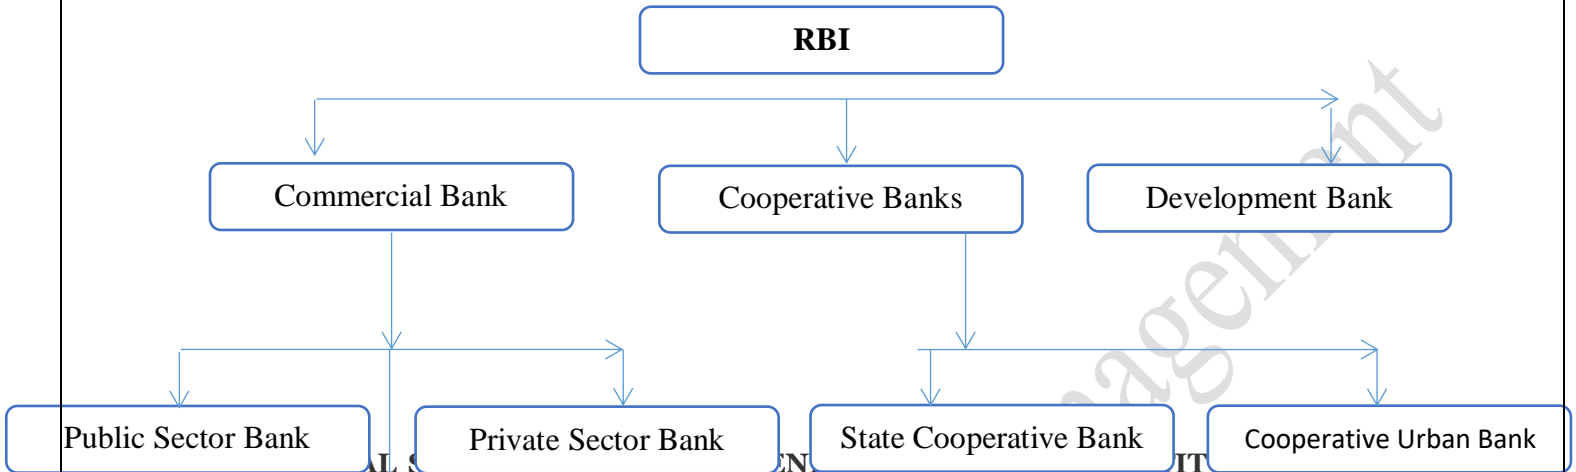 RBI
Commercial Bank
Cooperative Banks
Development Bank
Public Sector Bank
Private Sector Bank
State Cooperative Bank
Cooperative Urban Bank